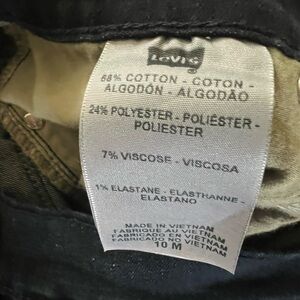 Levi's
68% COTTON - COTON -
ALGODÓN - ALGODÃO
24% POLYESTER - POLIÉSTER -
POLIESTER
7% VISCOSE - VISCOSA
1% ELASTANE - ELASTHANNE -
ELASTANO
MADE IN VIETNAM
FABRIQUE AU VIETNAM
FABRICADO EN VIETNAM
FABRICADO NO VIETNAM
10 M